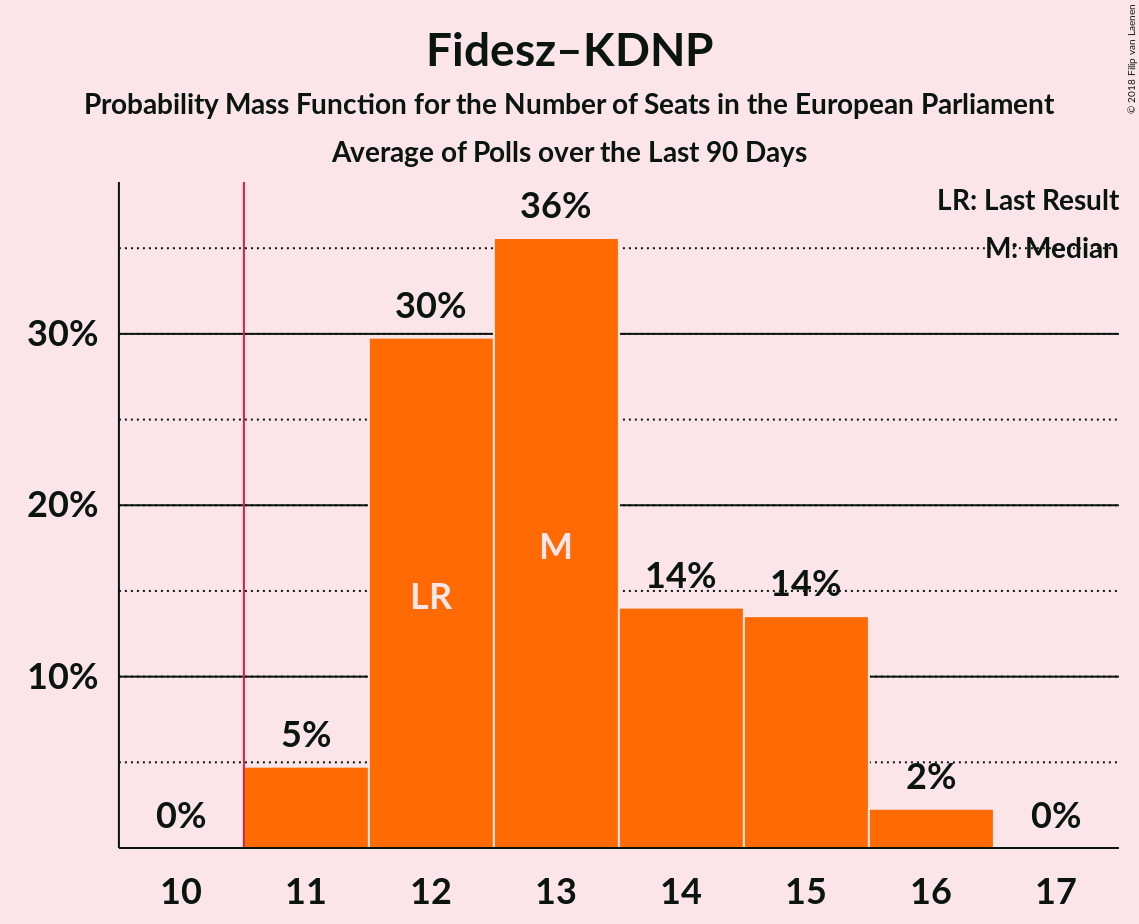 Fidesz–KDNP
Probability Mass Function for the Number of Seats in the European Parliament
Average of Polls over the Last 90 Days
© 2018 Filip van Laenen
LR: Last Result
M: Median
36%
30%
30%
20%
M
LR
14%
14%
10%
5%
2%
0%
0%
10 11 12 13 14 15 16 17